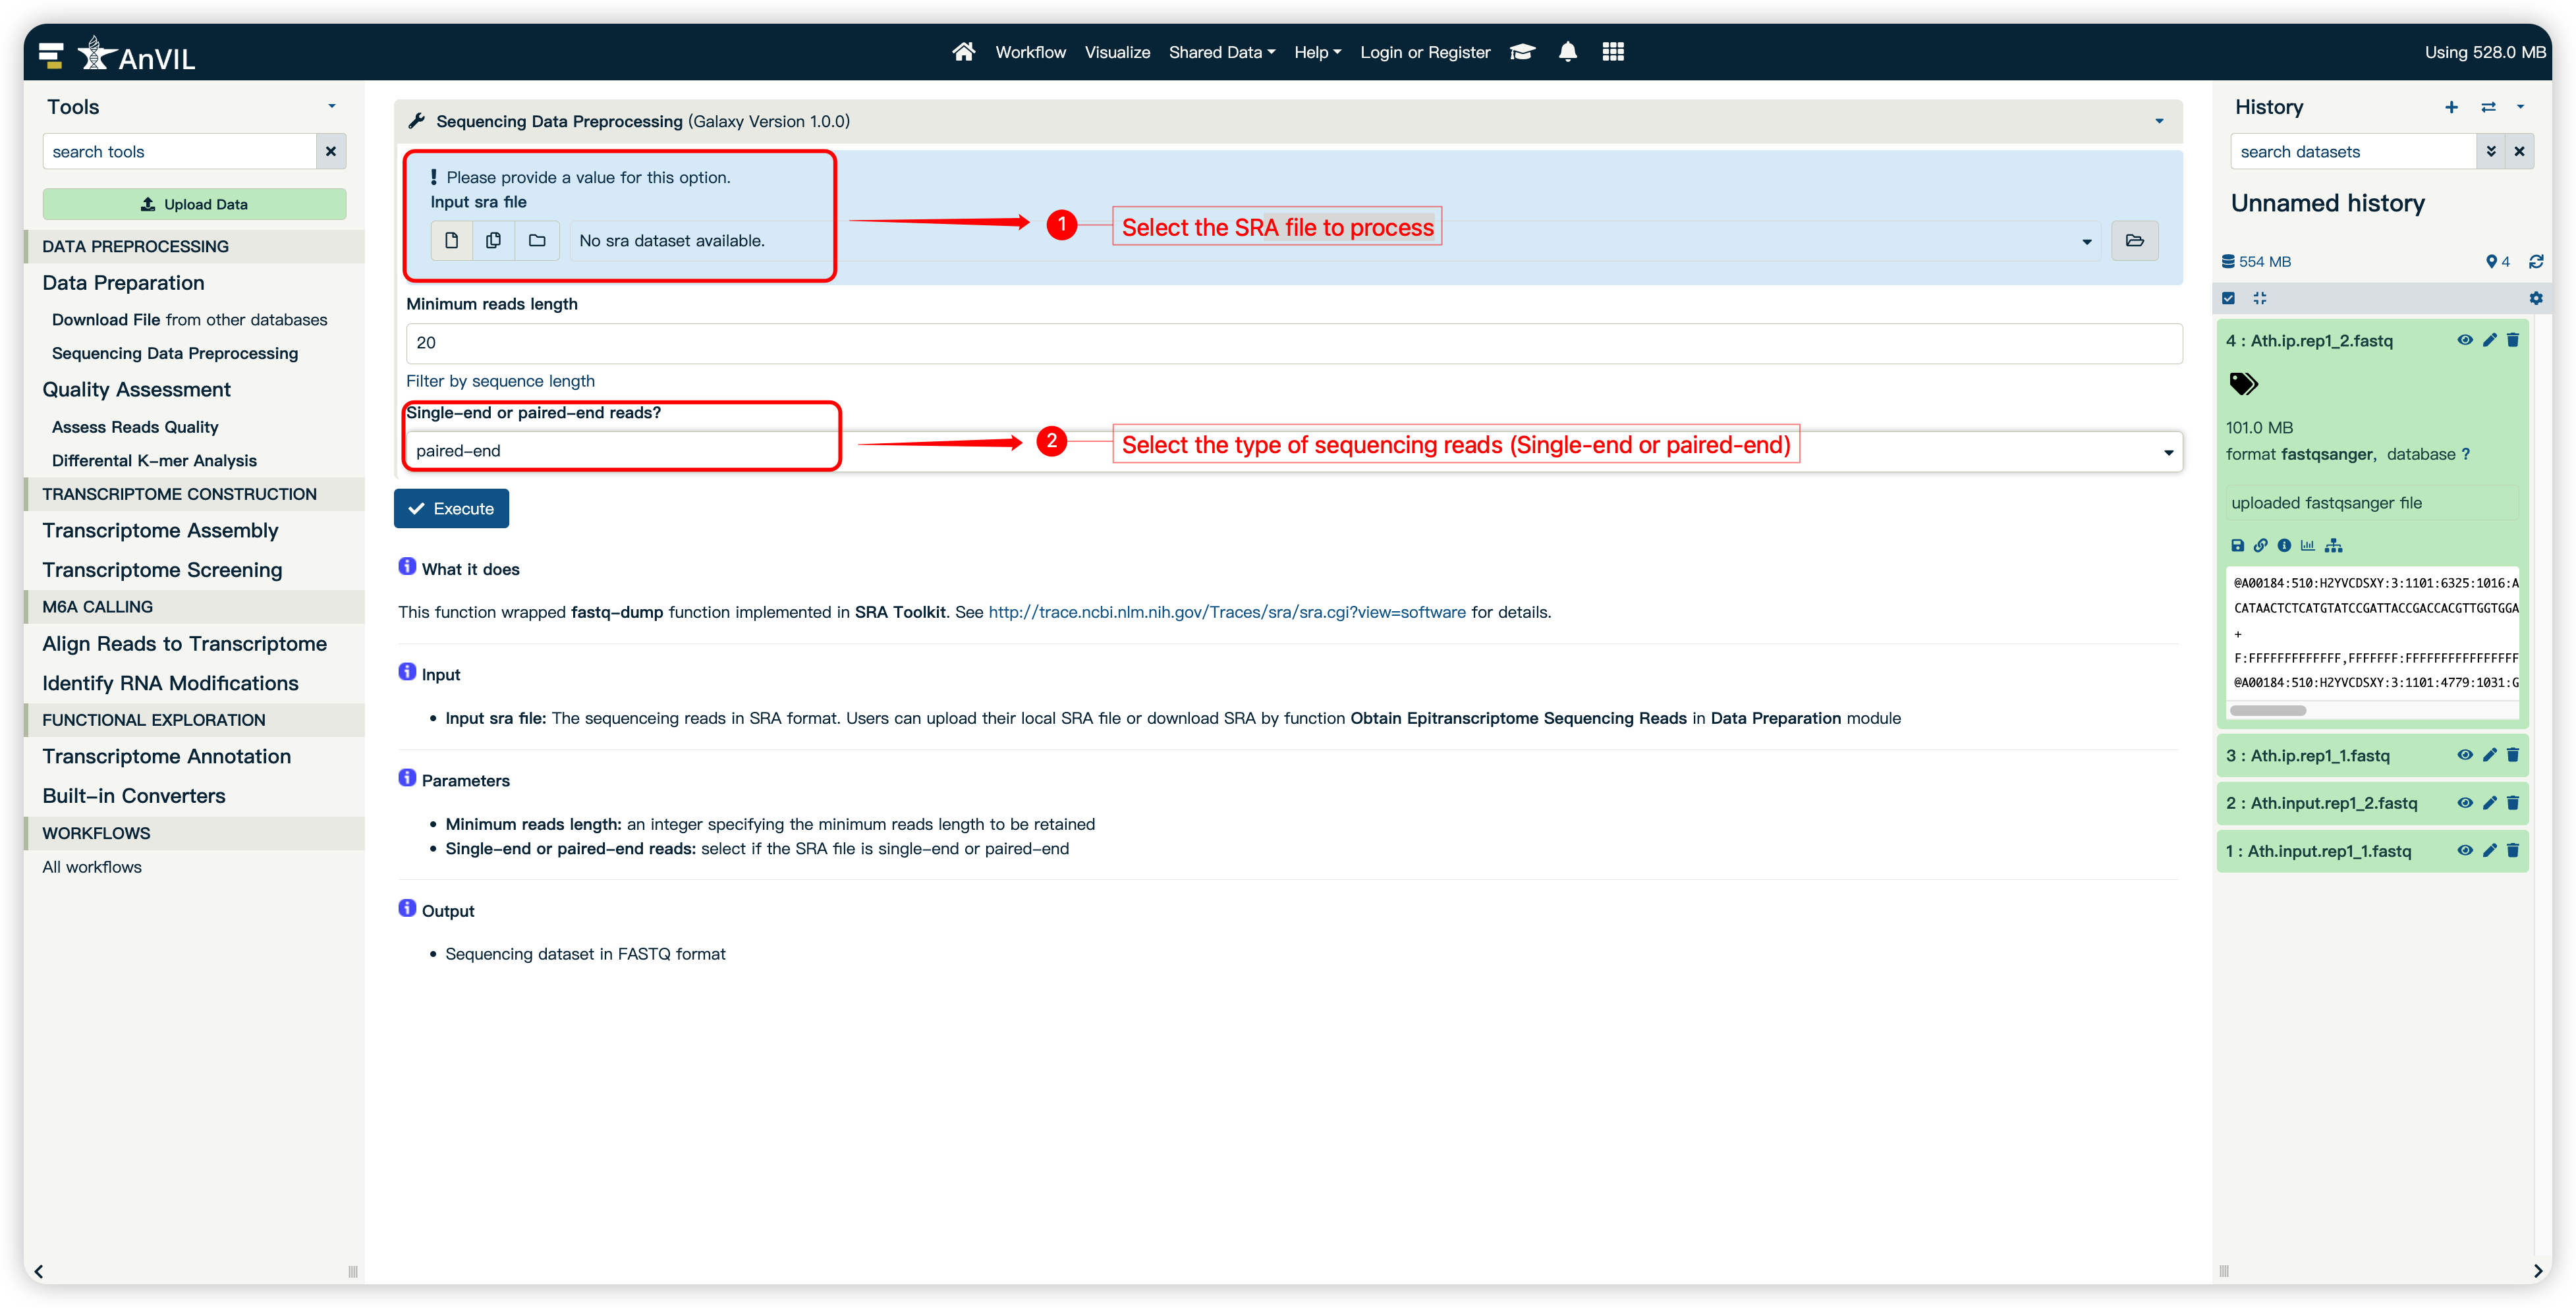 AnVIL
Workflow Visualize Shared Data Help Login or Register
Using 528.0 MB
Tools
search tools
Upload Data
DATA PREPROCESSING
Data Preparation
Download File from other databases
Sequencing Data Preprocessing
Quality Assessment
Assess Reads Quality
Differental K-mer Analysis
TRANSCRIPTOME CONSTRUCTION
Transcriptome Assembly
Transcriptome Screening
M6A CALLING
Align Reads to Transcriptome
Identify RNA Modifications
FUNCTIONAL EXPLORATION
Transcriptome Annotation
Built-in Converters
WORKFLOWS
All workflows
Sequencing Data Preprocessing (Galaxy Version 1.0.0)
! Please provide a value for this option.
Input sra file
No sra dataset available.
1 Select the SRA file to process
Minimum reads length
20
Filter by sequence length
Single-end or paired-end reads?
paired-end
2 Select the type of sequencing reads (Single-end or paired-end)
Execute
i What it does
This function wrapped fastq-dump function implemented in SRA Toolkit. See http://trace.ncbi.nlm.nih.gov/Traces/sra/sra.cgi?view=software for details.
i Input
• Input sra file: The sequenceing reads in SRA format. Users can upload their local SRA file or download SRA by function Obtain Epitranscriptome Sequencing Reads in Data Preparation module
i Parameters
• Minimum reads length: an integer specifying the minimum reads length to be retained
• Single-end or paired-end reads: select if the SRA file is single-end or paired-end
i Output
• Sequencing dataset in FASTQ format
History
search datasets
Unnamed history
554 MB 4
4 : Ath.ip.rep1_2.fastq
101.0 MB
format fastqsanger, database ?
uploaded fastqsanger file
@A00184:510:H2YVCDSXY:3:1101:6325:1016:A
CATAACTCTCATGTATCCGATTACCGACCACGTTGGTGGA
+
F:FFFFFFFFFFFFF,FFFFFFF:FFFFFFFFFFFFFFFF
@A00184:510:H2YVCDSXY:3:1101:4779:1031:G
3 : Ath.ip.rep1_1.fastq
2 : Ath.input.rep1_2.fastq
1 : Ath.input.rep1_1.fastq